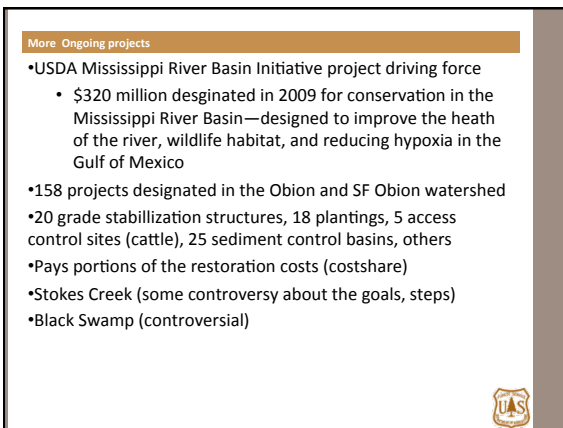 More Ongoing projects
•USDA Mississippi River Basin Initiative project driving force
• $320 million desginated in 2009 for conservation in the
Mississippi River Basin—designed to improve the heath
of the river, wildlife habitat, and reducing hypoxia in the
Gulf of Mexico
•158 projects designated in the Obion and SF Obion watershed
•20 grade stabillization structures, 18 plantings, 5 access
control sites (cattle), 25 sediment control basins, others
•Pays portions of the restoration costs (costshare)
•Stokes Creek (some controversy about the goals, steps)
•Black Swamp (controversial)
U S